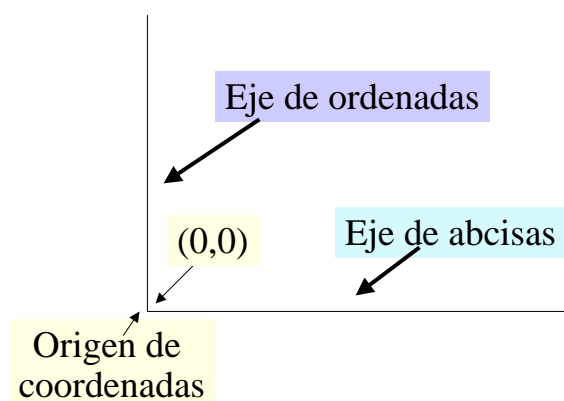 Eje de ordenadas
(0,0)
Eje de abcisas
Origen de
coordenadas